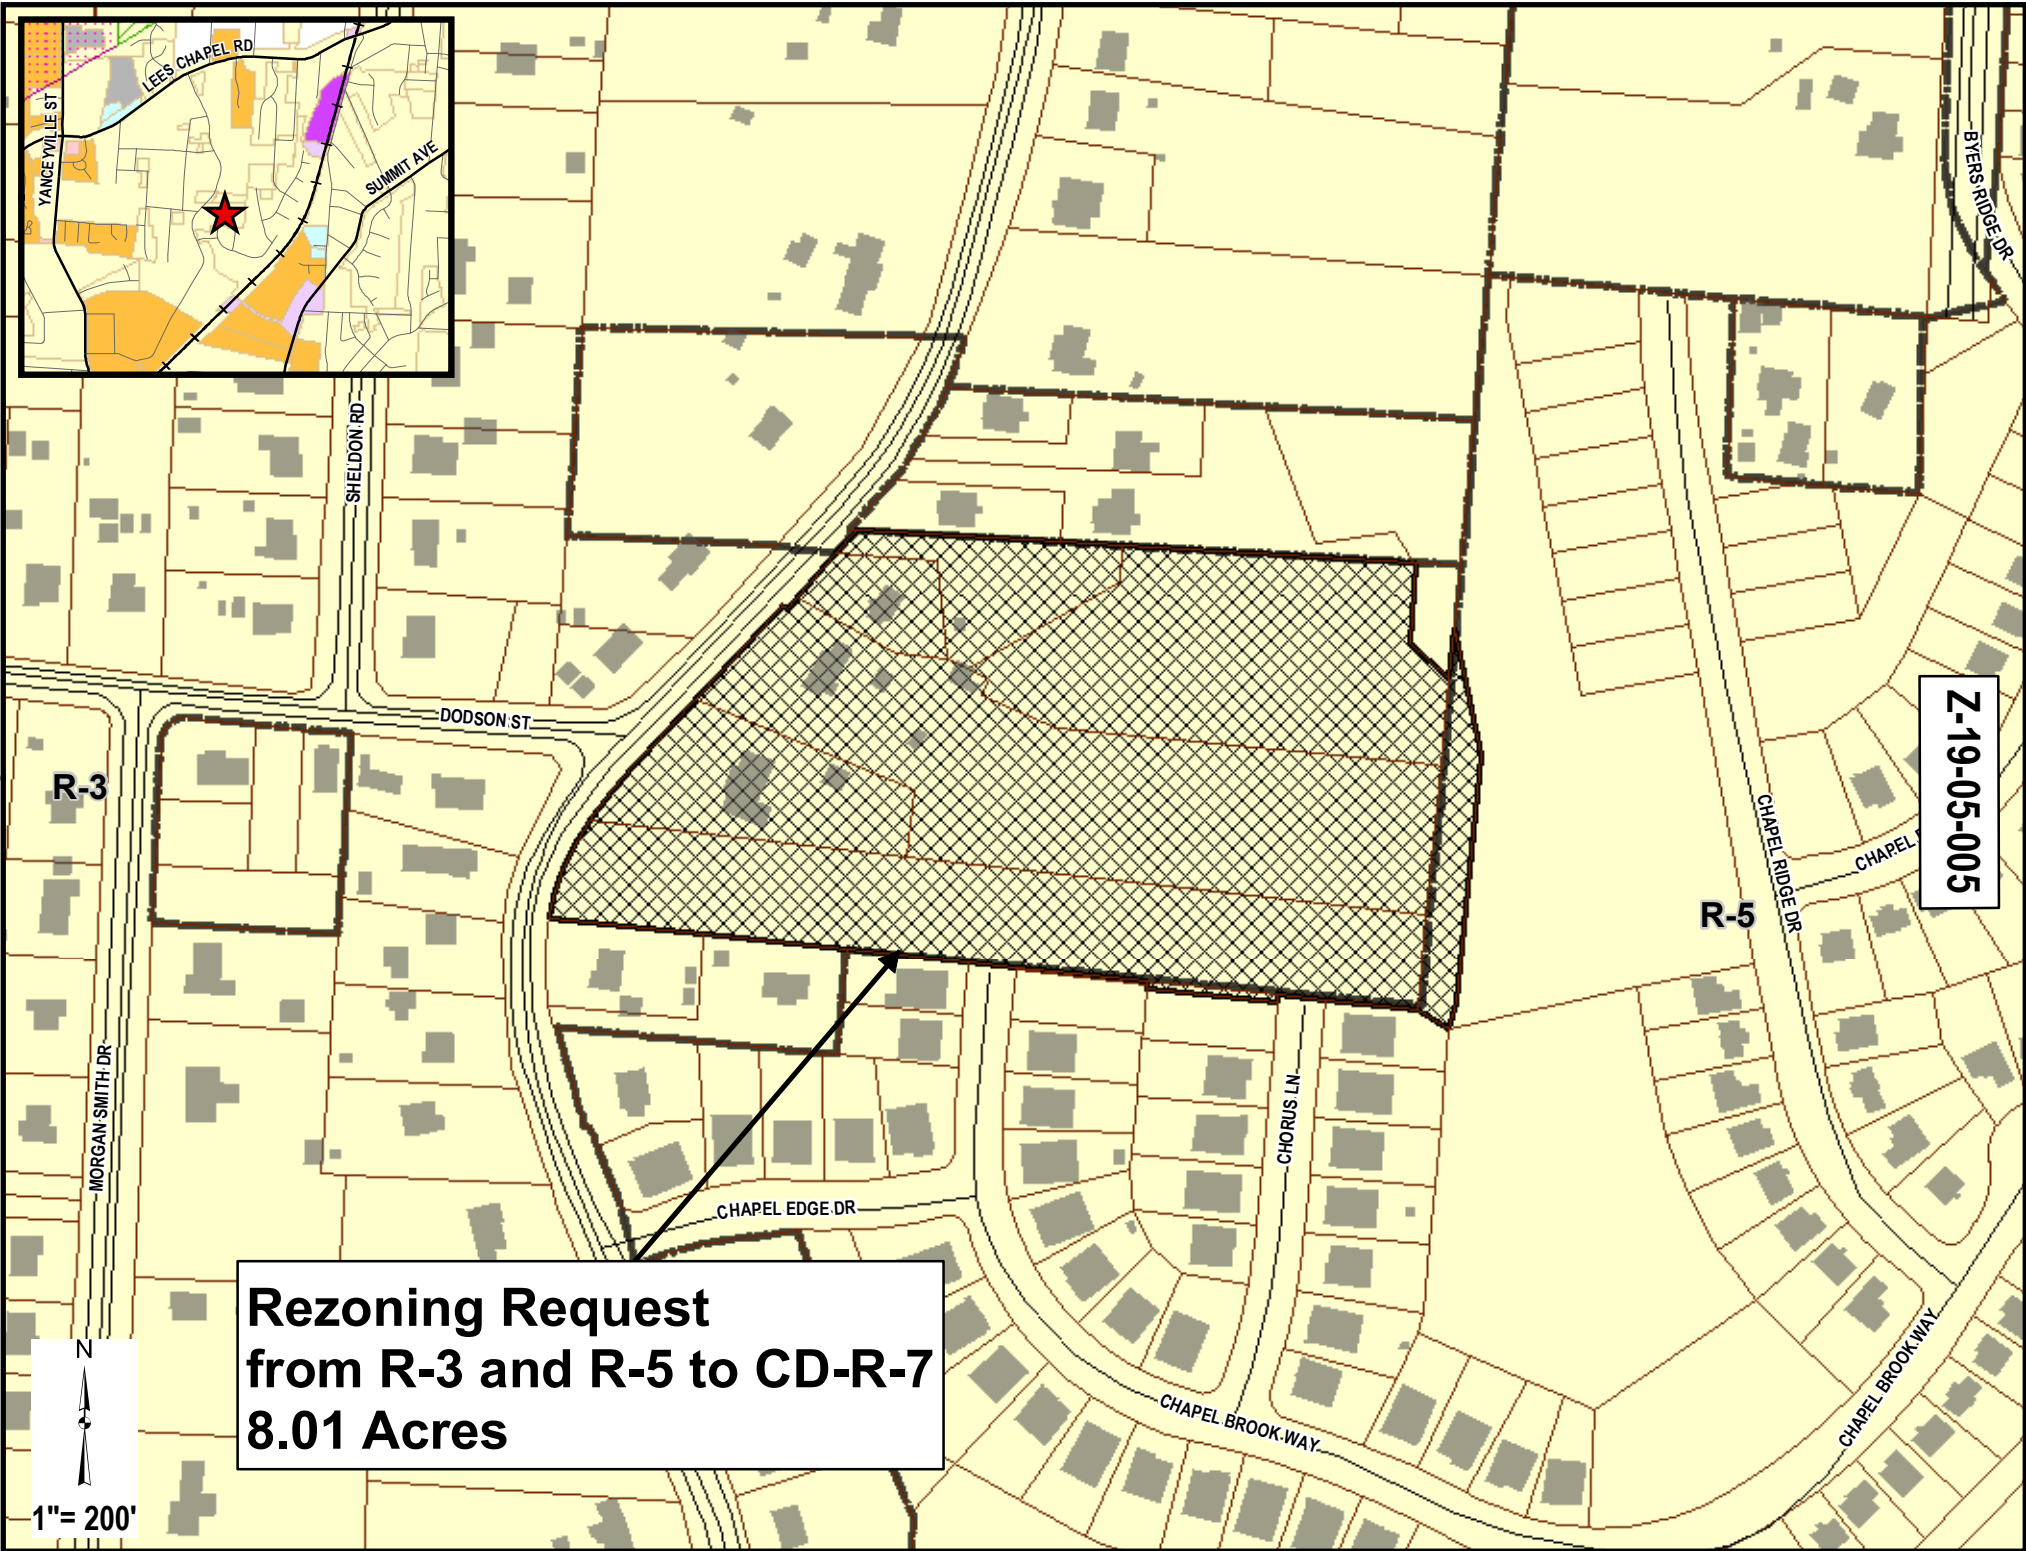 LEES CHAPEL RD
YANCEYVILLE ST
SUMMIT AVE
BYERS RIDGE DR
SHELDON RD
DODSON ST
R-3
Z-19-05-005
CHAPEL RIDGE DR
CHAPEL
R-5
MORGAN SMITH DR
CHORUS LN
CHAPEL EDGE DR
Rezoning Request
from R-3 and R-5 to CD-R-7
8.01 Acres
CHAPEL BROOK WAY
CHAPEL BROOK WAY
N
1"= 200'